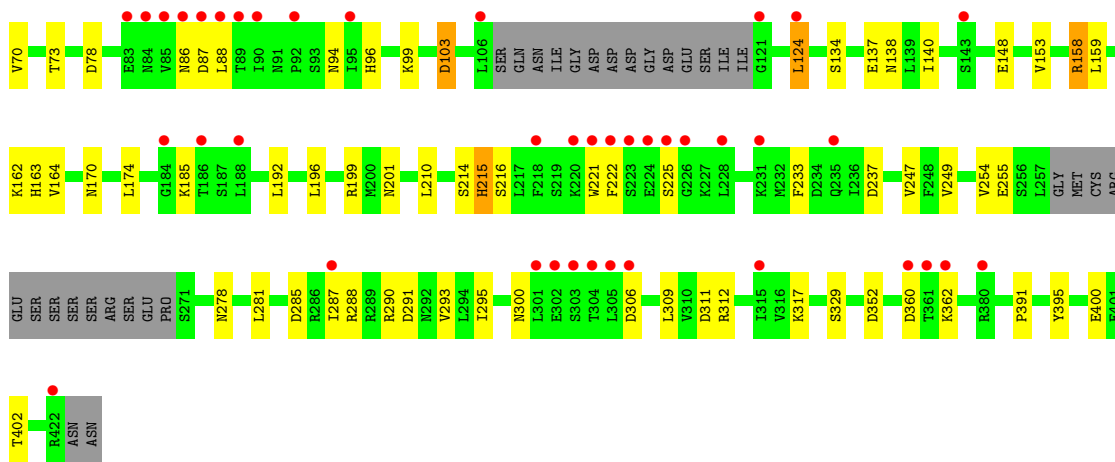 V70 T73 D78 E83 N84 V85 N86 D87 L88 T89 I90 N91 P92 S93 N94 I95 H96 K99 D103 L106 SER GLN ASN ILE GLY ASP ASP ASP GLY ASP GLU SER ILE ILE G121 L124 S134 E137 N138 L139 I140 S143 E148 V153 R158 L159
K162 H163 V164 N170 L174 G184 K185 T186 S187 L188 L192 L196 R199 M200 N201 L210 S214 H215 S216 L217 F218 S219 K220 W221 F222 S223 E224 S225 G226 K227 L228 K231 M232 F233 D234 Q235 I236 D237 V247 F248 V249 V254 E255 S256 L257 GLY MET CYS ARG
GLU SER SER SER SER ARG SER GLU PRO S271 N278 L281 D285 R286 I287 R288 R289 R290 D291 N292 V293 L294 I295 N300 L301 E302 S303 T304 L305 D306 L309 V310 D311 R312 I315 V316 K317 S329 D352 D360 T361 K362 R380 P391 Y395 E400 E401
T402 R422 ASN ASN